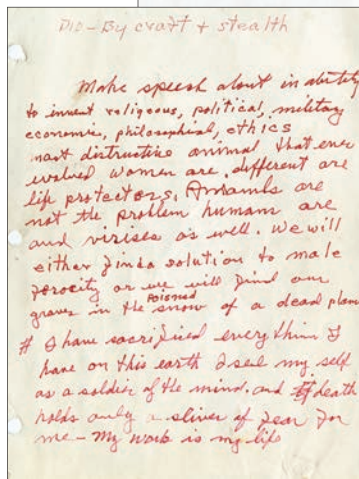 DIO - By craft + stealth
Make speech about inability
to invent religeous, political, military
economic, philosophical, ethics
most distructive animal that ever
evolved women are, different are
life protectors. Animals are
not the problem humans are
and virises as well. We will
either find a solution to male
ferocity or we will find our
graves in the poisoned snow of a dead plan
# I have sacrificed everything I
have on this earth I see my self
as a soldier of the mind. and death
holds only a sliver of fear for
me - My work is my life